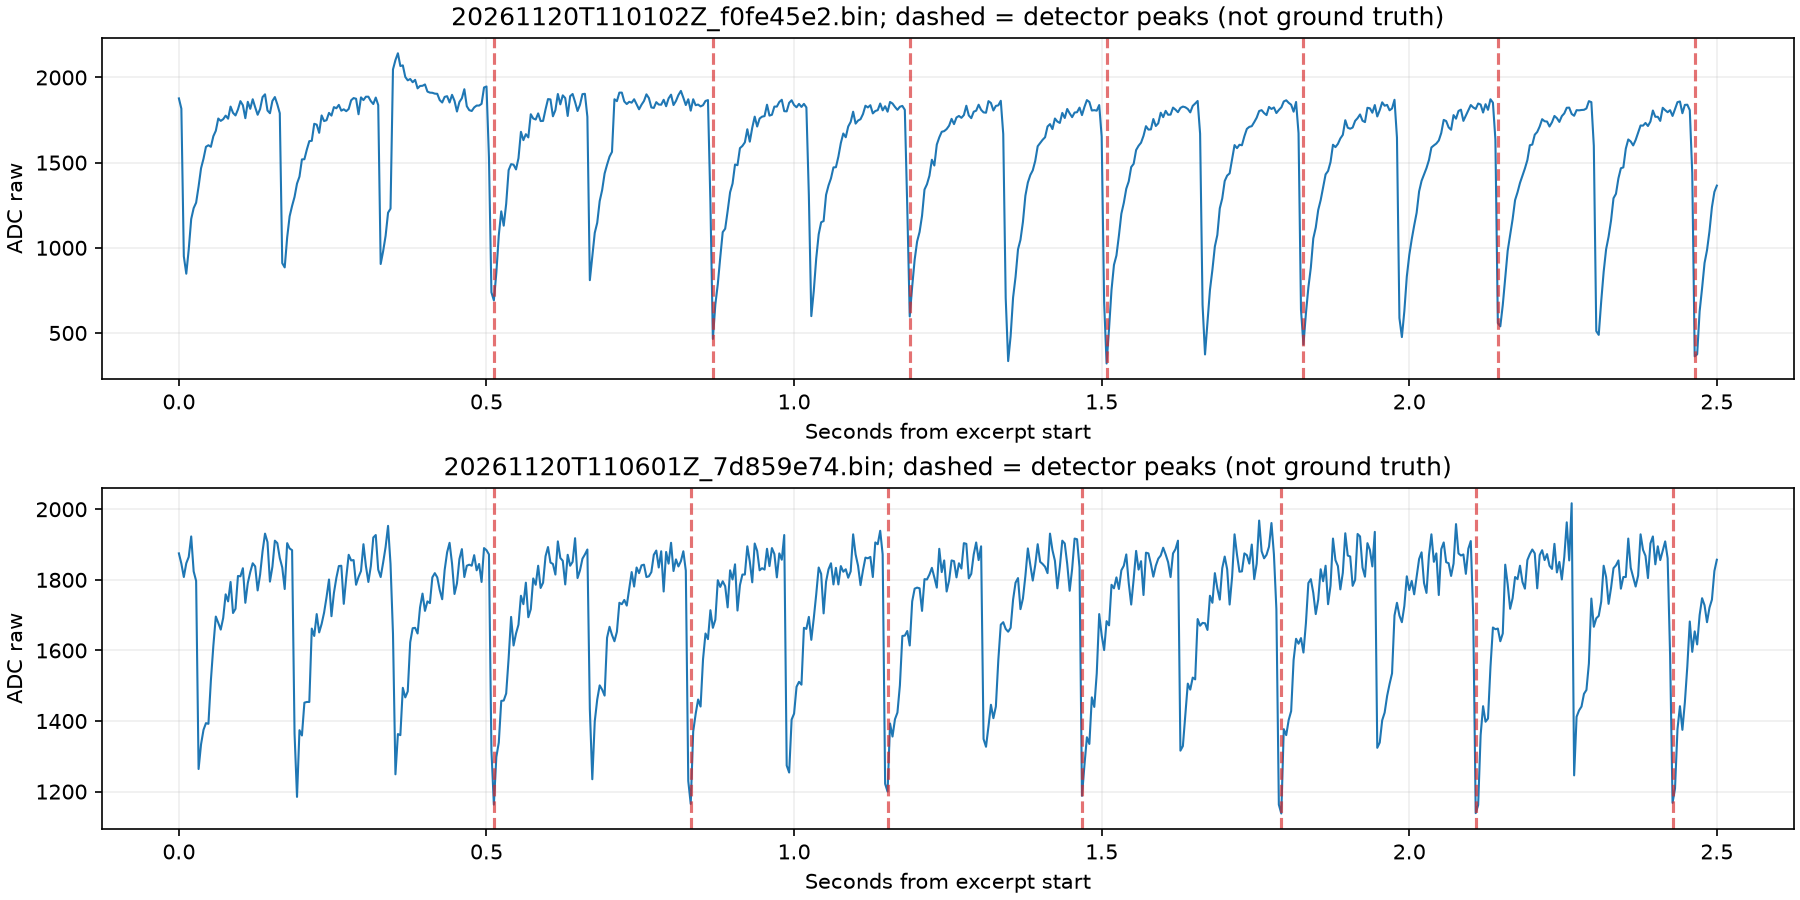 20261120T110102Z_f0fe45e2.bin; dashed = detector peaks (not ground truth)
2000
1500
1000
500
ADC raw
0.0 0.5 1.0 1.5 2.0 2.5
Seconds from excerpt start
20261120T110601Z_7d859e74.bin; dashed = detector peaks (not ground truth)
2000
1800
1600
1400
1200
ADC raw
0.0 0.5 1.0 1.5 2.0 2.5
Seconds from excerpt start